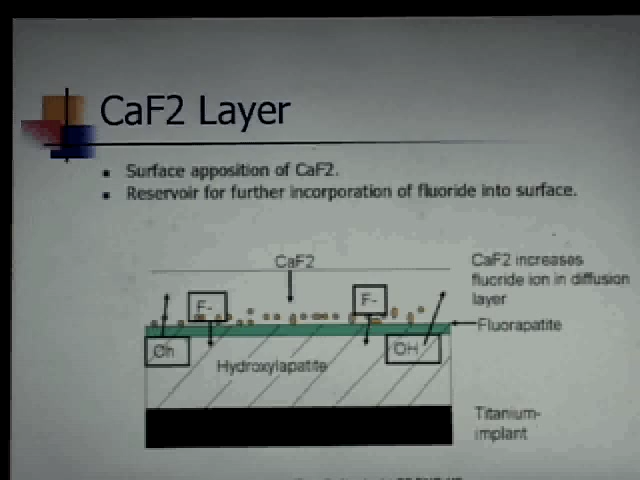 CaF2 Layer
Surface apposition of CaF2.
Reservoir for further incorporation of fluoride into surface.
CaF2
CaF2 increases
fluoride ion in diffusion
layer
F-
F-
Fluorapatite
Oh
OH
Hydroxylapatite
Titanium-
implant